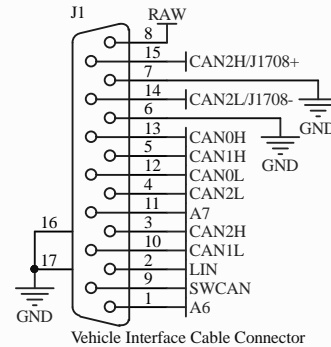 J1
RAW
8
15 CAN2H/J1708+
7
14 CAN2L/J1708-
GND
6
13 CAN0H
GND
5 CAN1H
12 CAN0L
4 CAN2L
11 A7
16
3 CAN2H
10 CAN1L
17
2 LIN
9 SWCAN
GND
1 A6
Vehicle Interface Cable Connector